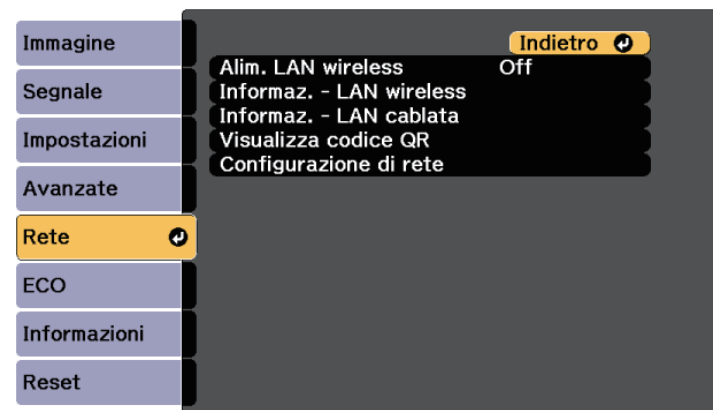 Immagine
Segnale
Impostazioni
Avanzate
Rete
ECO
Informazioni
Reset
Indietro
Alim. LAN wireless Off
Informaz. - LAN wireless
Informaz. - LAN cablata
Visualizza codice QR
Configurazione di rete